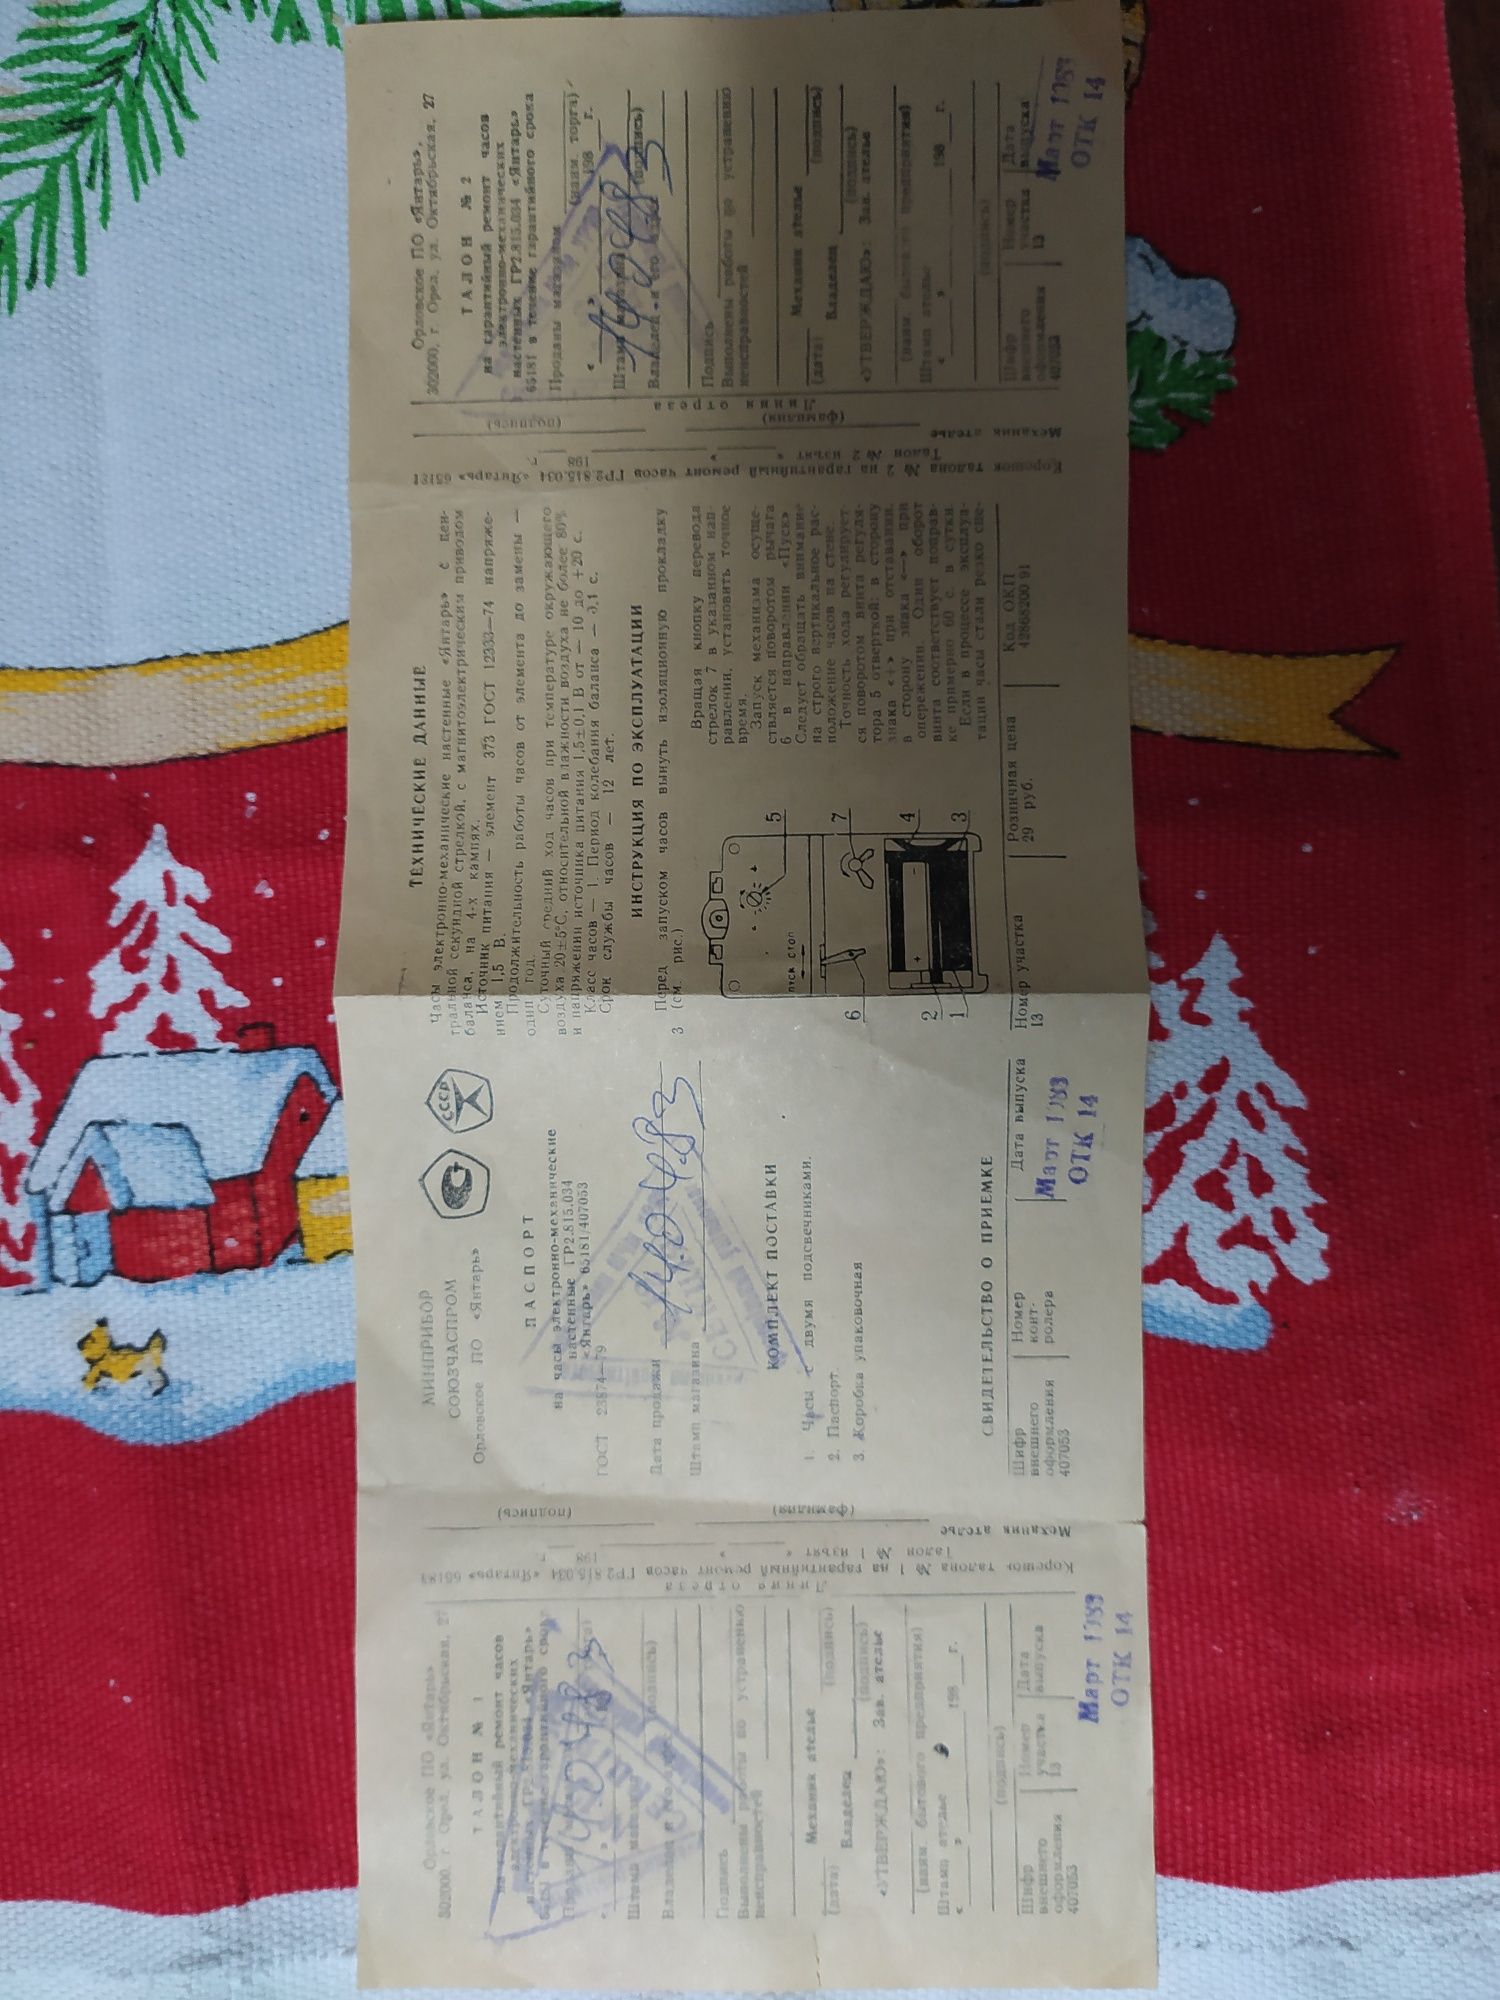 Орловское ПО «Янтарь»
302000, г. Орел, ул. Октябрьская, 27
ТАЛОН № 1
на гарантийный ремонт часов
электронно-механических
Штамп
Владелец и его
Подпись
Выполнены работы по устранению
неисправностей
Механик ателье
(дата) (подпись)
Владелец
(подпись)
«УТВЕРЖДАЮ»: Зав. ателье
(наим. бытового предприятия)
Штамп ателье
« » 198 г.
(подпись)
Шифр
внешнего
оформления
407053
Номер
участка
13
Дата
выпуска
Март 1983
ОТК 14
Линия отреза
Корешок талона № 1 на гарантийный ремонт часов ГР2.815.034 «Янтарь» 65181
Талон № 1 изъят « » 198 г.
Механик ателье
(фамилия) (подпись)
МИНПРИБОР
СОЮЗЧАСПРОМ
Орловское ПО «Янтарь»
СССР
ПАСПОРТ
на часы электронно-механические
настенные ГР2.815.034
«Янтарь» 65181/407053
ГОСТ 23874—79
Дата продажи 14.04.83
Штамп магазина
КОМПЛЕКТ ПОСТАВКИ
1. Часы с двумя подсвечниками.
2. Паспорт.
3. Коробка упаковочная
СВИДЕТЕЛЬСТВО О ПРИЕМКЕ
Шифр
внешнего
оформления
407053
Номер
конт-
ролера
Дата выпуска
Март 1983
ОТК 14
ТЕХНИЧЕСКИЕ ДАННЫЕ
Часы электронно-механические настенные «Янтарь» с цен-
тральной секундной стрелкой, с магнитоэлектрическим приводом
баланса, на 4-х камнях.
Источник питания — элемент 373 ГОСТ 12333—74 напряже-
нием 1,5 В.
Продолжительность работы часов от элемента до замены —
один год.
Суточный средний ход часов при температуре окружающего
воздуха 20±5°С, относительной влажности воздуха не более 80%
и напряжении источника питания 1,5±0,1 В от — 10 до +20 с.
Класс часов — 1. Период колебания баланса — 0,1 с.
Срок службы часов — 12 лет.
ИНСТРУКЦИЯ ПО ЭКСПЛУАТАЦИИ
Перед запуском часов вынуть изоляционную прокладку
3 (см. рис.)
Вращая кнопку перевода
стрелок 7 в указанном нап-
равлении, установить точное
время.
Запуск механизма осуще-
ствляется поворотом рычага
6 в направлении «Пуск»
Следует обращать внимание
на строго вертикальное рас-
положение часов на стене.
Точность хода регулирует-
ся поворотом винта регуля-
тора 5 отверткой: в сторону
знака «+» при отставании,
в сторону знака «—» при
опережении. Один оборот
винта соответствует поправ-
ке примерно 60 с. в сутки.
Если в процессе эксплуа-
тации часы стали резко спе-
пуск стоп
5
6
7
2
1
4
3
Номер участка
13
Розничная цена
29 руб.
Код ОКП
42868200 91
Корешок талона № 2 на гарантийный ремонт часов ГР2.815.034 «Янтарь» 65181
Талон № 2 изъят « » 198 г.
Механик ателье
(фамилия) (подпись)
Линия отреза
Орловское ПО «Янтарь»,
302000, г. Орел, ул. Октябрьская, 27
ТАЛОН № 2
на гарантийный ремонт часов
электронно-механических
настенных ГР2.815.034 «Янтарь»
65181 в течение гарантийного срока
Проданы магазином
(наим. торга)
« » 198 г.
14.04.83
Штамп магазина (подпись)
Владелец и его
Подпись
Выполнены работы по устранению
неисправностей
Механик ателье
(дата) (подпись)
Владелец
(подпись)
«УТВЕРЖДАЮ»: Зав. ателье
(наим. бытового предприятия)
Штамп ателье
« » 198 г.
(подпись)
Шифр
внешнего
оформления
407053
Номер
участка
13
Дата
выпуска
Март 1983
ОТК 14